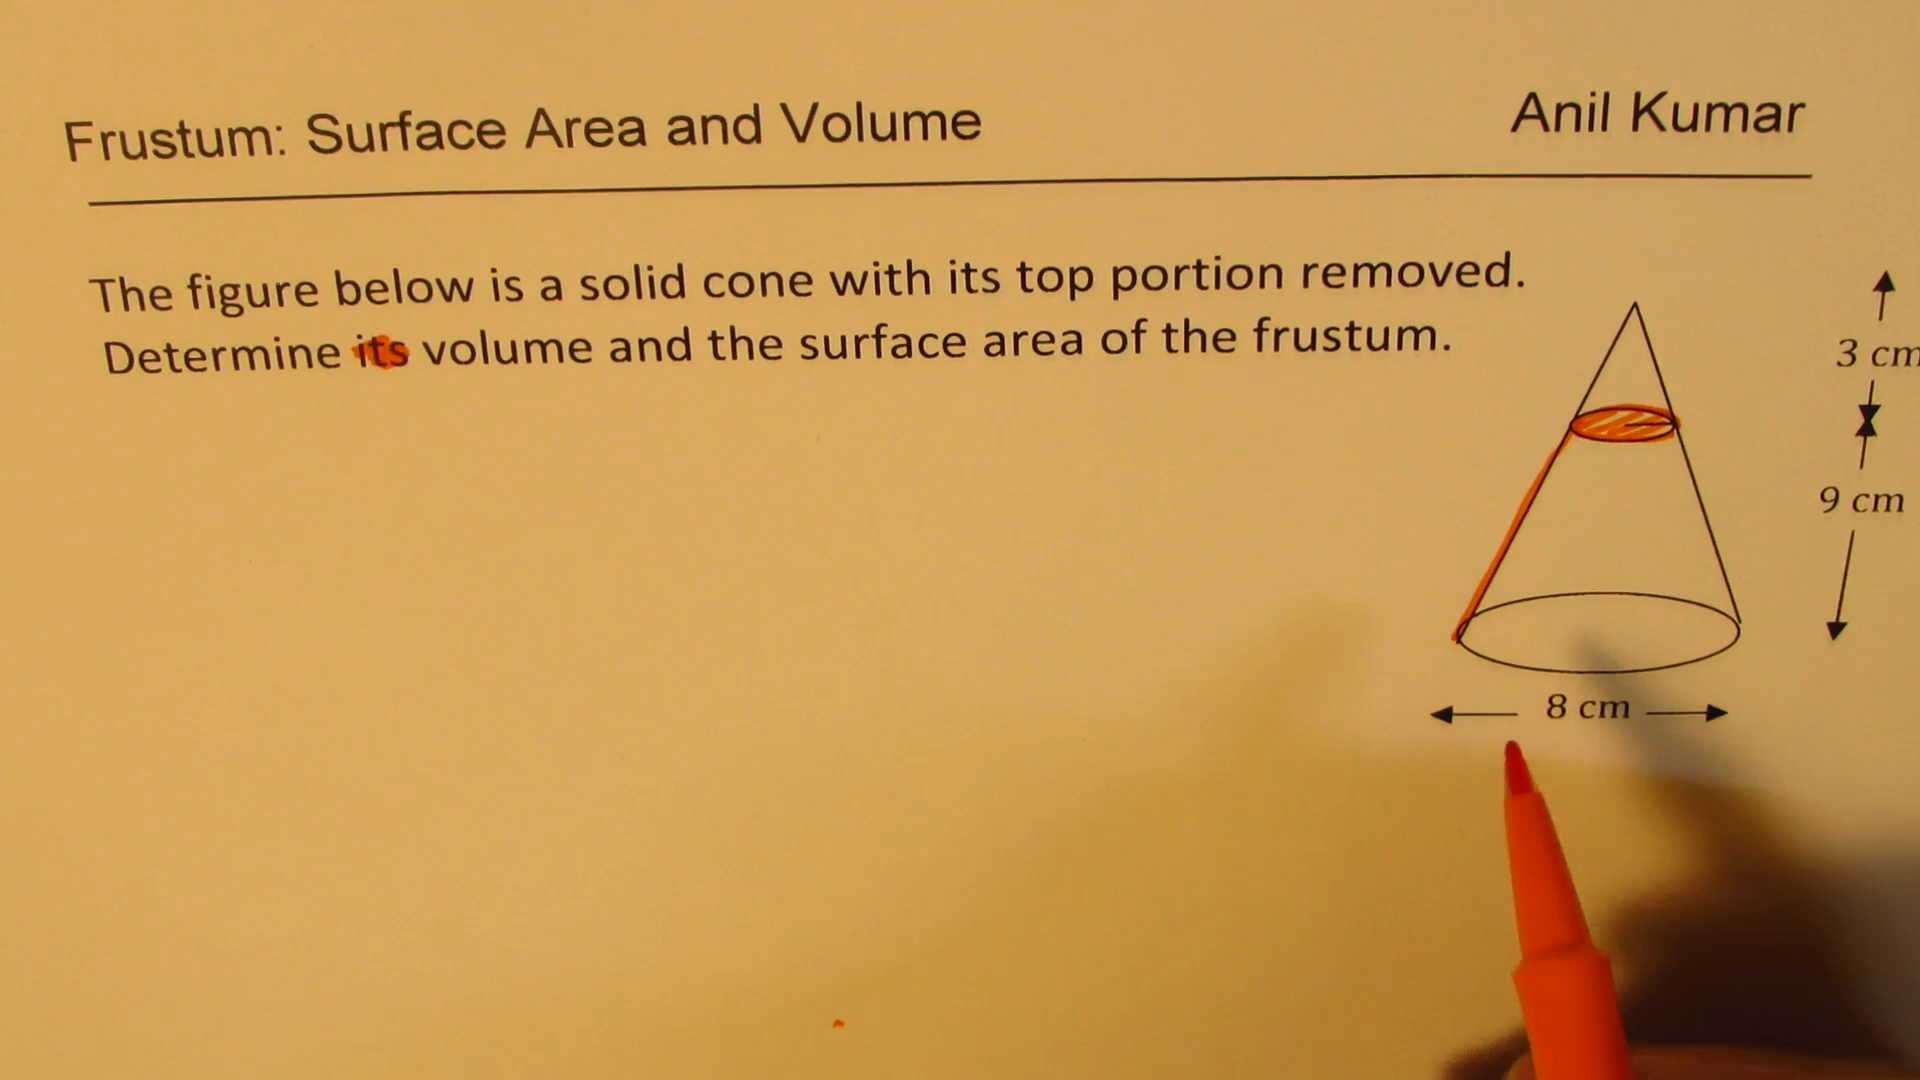 Frustum: Surface Area and Volume
Anil Kumar
The figure below is a solid cone with its top portion removed.
Determine its volume and the surface area of the frustum.
3 cm
9 cm
8 cm